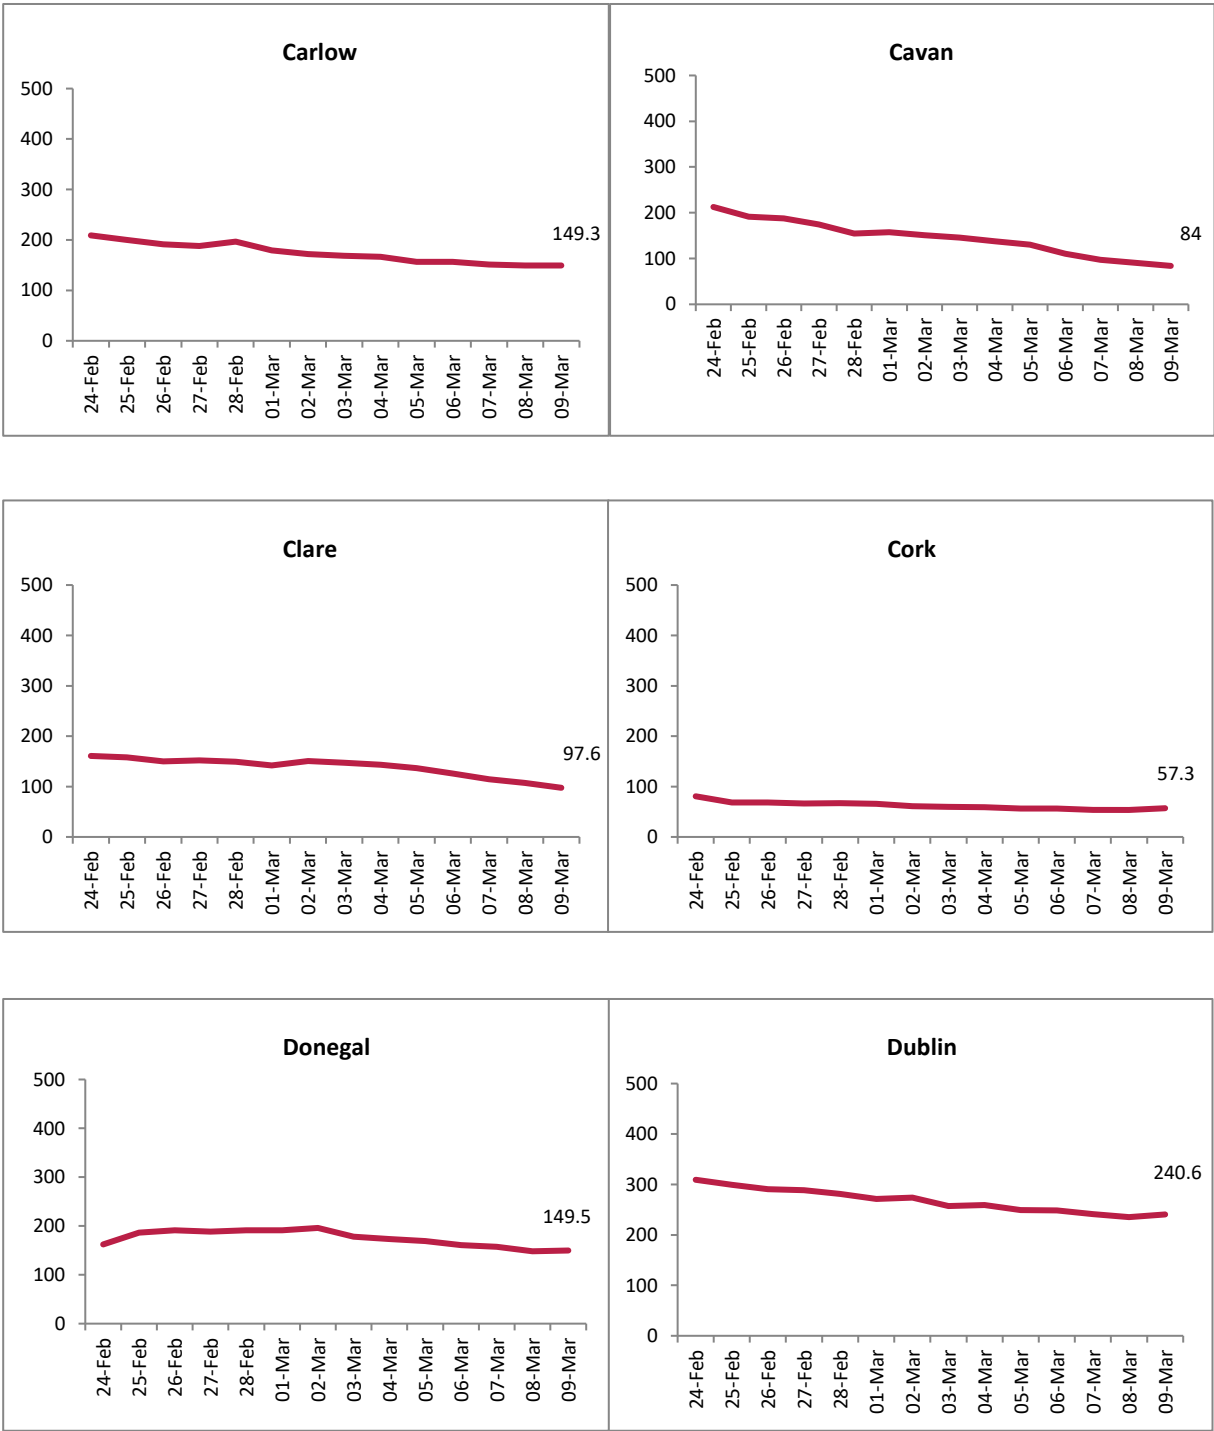 Carlow
500
400
300
200
100
0
149.3
24-Feb
25-Feb
26-Feb
27-Feb
28-Feb
01-Mar
02-Mar
03-Mar
04-Mar
05-Mar
06-Mar
07-Mar
08-Mar
09-Mar
Cavan
500
400
300
200
100
0
84
24-Feb
25-Feb
26-Feb
27-Feb
28-Feb
01-Mar
02-Mar
03-Mar
04-Mar
05-Mar
06-Mar
07-Mar
08-Mar
09-Mar
Clare
500
400
300
200
100
0
97.6
24-Feb
25-Feb
26-Feb
27-Feb
28-Feb
01-Mar
02-Mar
03-Mar
04-Mar
05-Mar
06-Mar
07-Mar
08-Mar
09-Mar
Cork
500
400
300
200
100
0
57.3
24-Feb
25-Feb
26-Feb
27-Feb
28-Feb
01-Mar
02-Mar
03-Mar
04-Mar
05-Mar
06-Mar
07-Mar
08-Mar
09-Mar
Donegal
500
400
300
200
100
0
149.5
24-Feb
25-Feb
26-Feb
27-Feb
28-Feb
01-Mar
02-Mar
03-Mar
04-Mar
05-Mar
06-Mar
07-Mar
08-Mar
09-Mar
Dublin
500
400
300
200
100
0
240.6
24-Feb
25-Feb
26-Feb
27-Feb
28-Feb
01-Mar
02-Mar
03-Mar
04-Mar
05-Mar
06-Mar
07-Mar
08-Mar
09-Mar